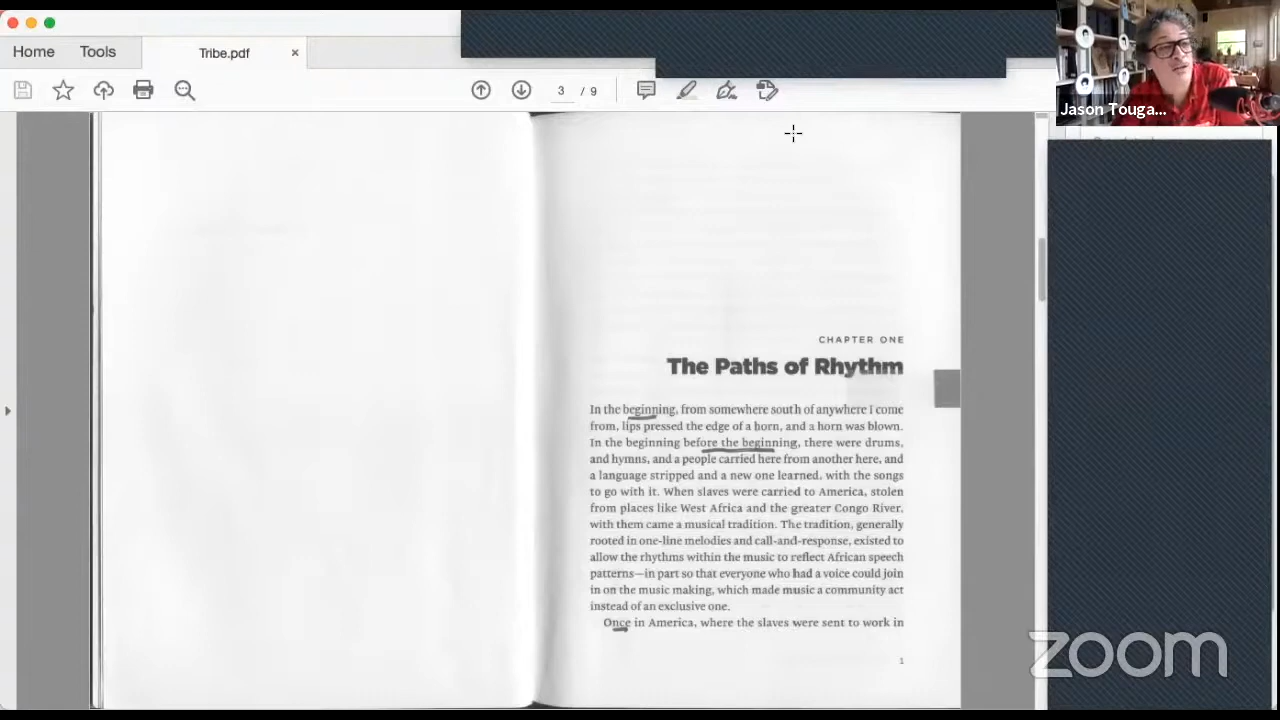 Home Tools Tribe.pdf ×
3 / 9
Jason Touga...
CHAPTER ONE
The Paths of Rhythm
In the beginning, from somewhere south of anywhere I come
from, lips pressed the edge of a horn, and a horn was blown.
In the beginning before the beginning, there were drums,
and hymns, and a people carried here from another here, and
a language stripped and a new one learned, with the songs
to go with it. When slaves were carried to America, stolen
from places like West Africa and the greater Congo River,
with them came a musical tradition. The tradition, generally
rooted in one-line melodies and call-and-response, existed to
allow the rhythms within the music to reflect African speech
patterns—in part so that everyone who had a voice could join
in on the music making, which made music a community act
instead of an exclusive one.
Once in America, where the slaves were sent to work in
1
zoom